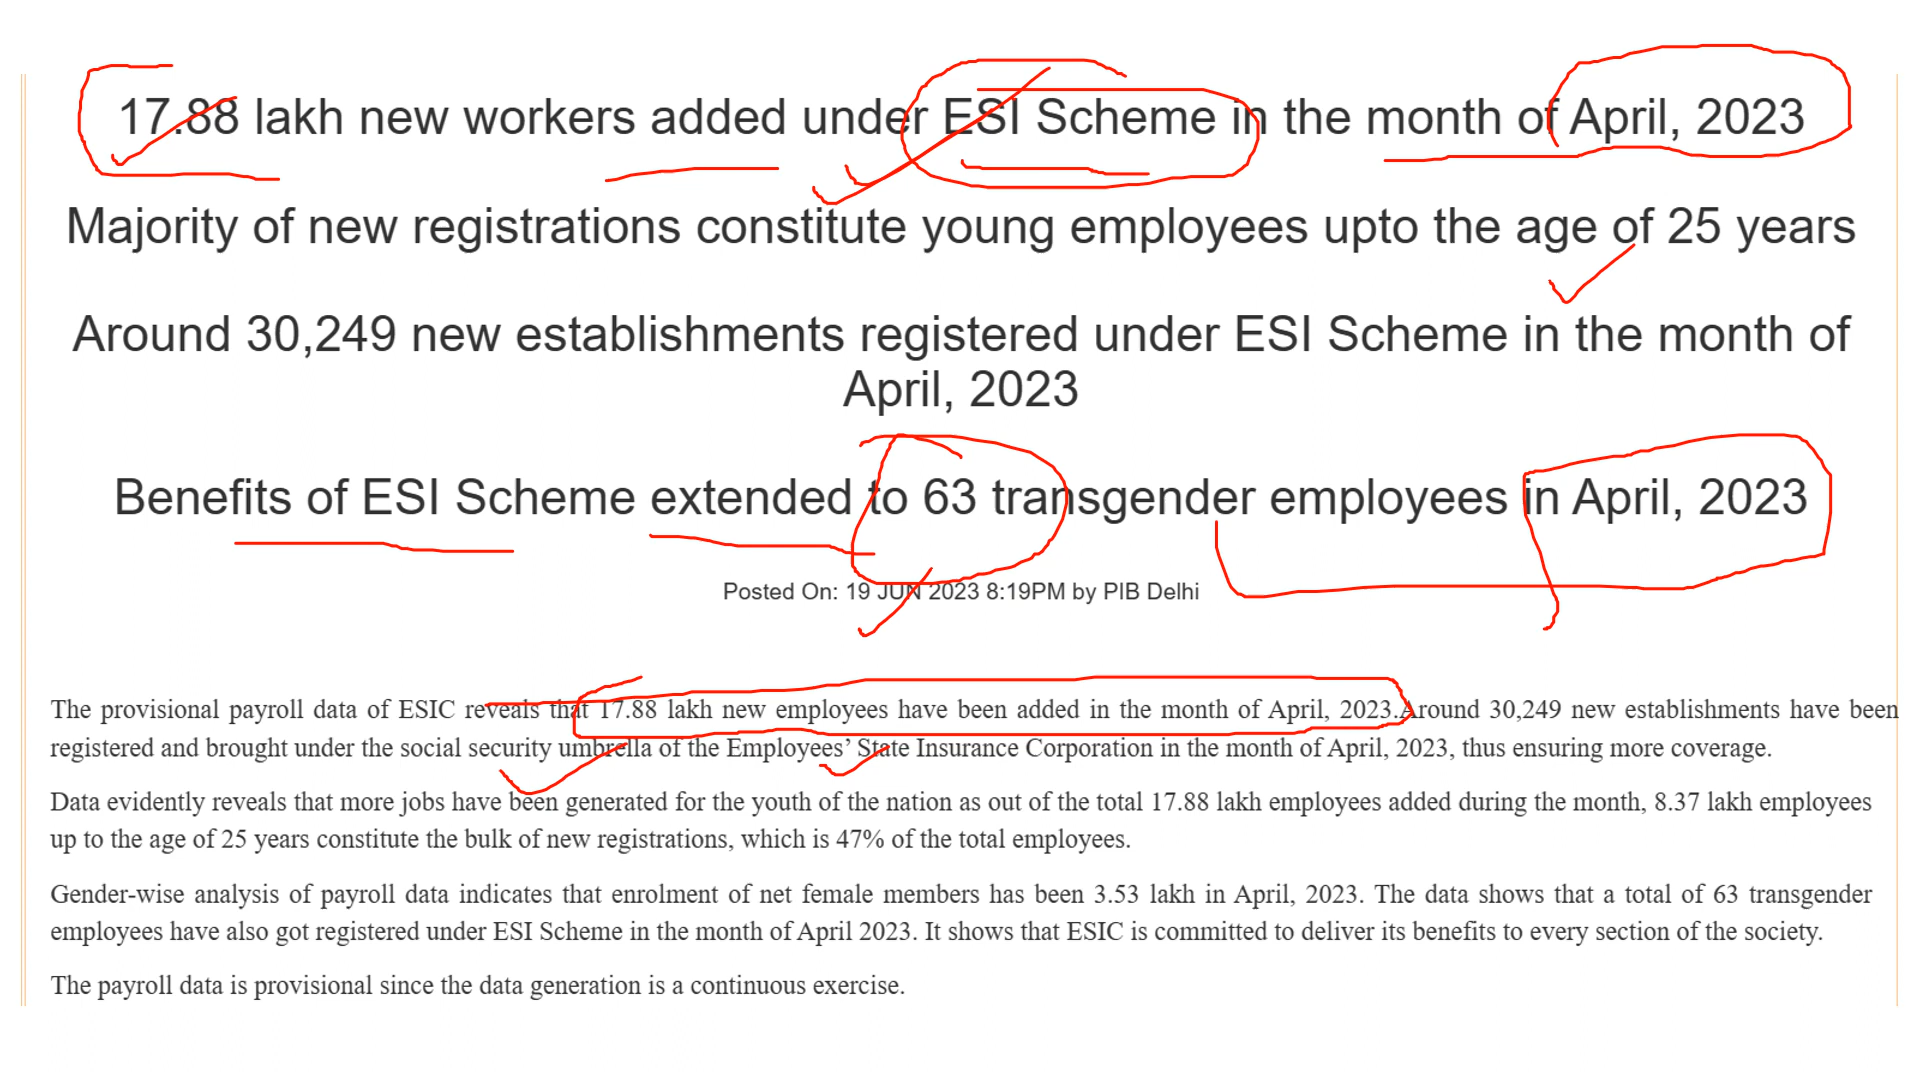 17.88 lakh new workers added under ESI Scheme in the month of April, 2023
Majority of new registrations constitute young employees upto the age of 25 years
Around 30,249 new establishments registered under ESI Scheme in the month of
April, 2023
Benefits of ESI Scheme extended to 63 transgender employees in April, 2023
Posted On: 19 JUN 2023 8:19PM by PIB Delhi
The provisional payroll data of ESIC reveals that 17.88 lakh new employees have been added in the month of April, 2023.Around 30,249 new establishments have been
registered and brought under the social security umbrella of the Employees’ State Insurance Corporation in the month of April, 2023, thus ensuring more coverage.
Data evidently reveals that more jobs have been generated for the youth of the nation as out of the total 17.88 lakh employees added during the month, 8.37 lakh employees
up to the age of 25 years constitute the bulk of new registrations, which is 47% of the total employees.
Gender-wise analysis of payroll data indicates that enrolment of net female members has been 3.53 lakh in April, 2023. The data shows that a total of 63 transgender
employees have also got registered under ESI Scheme in the month of April 2023. It shows that ESIC is committed to deliver its benefits to every section of the society.
The payroll data is provisional since the data generation is a continuous exercise.